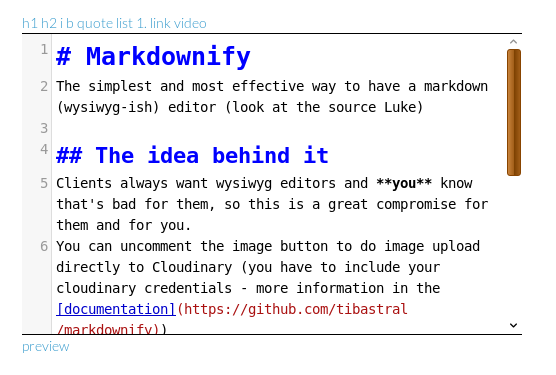 h1 h2 i b quote list 1. link video
1 # Markdownify
2 The simplest and most effective way to have a markdown
(wysiwyg-ish) editor (look at the source Luke)
3
4 ## The idea behind it
5 Clients always want wysiwyg editors and **you** know
that's bad for them, so this is a great compromise for
them and for you.
6 You can uncomment the image button to do image upload
directly to Cloudinary (you have to include your
cloudinary credentials - more information in the
[documentation](https://github.com/tibastral
/markdownify))
preview